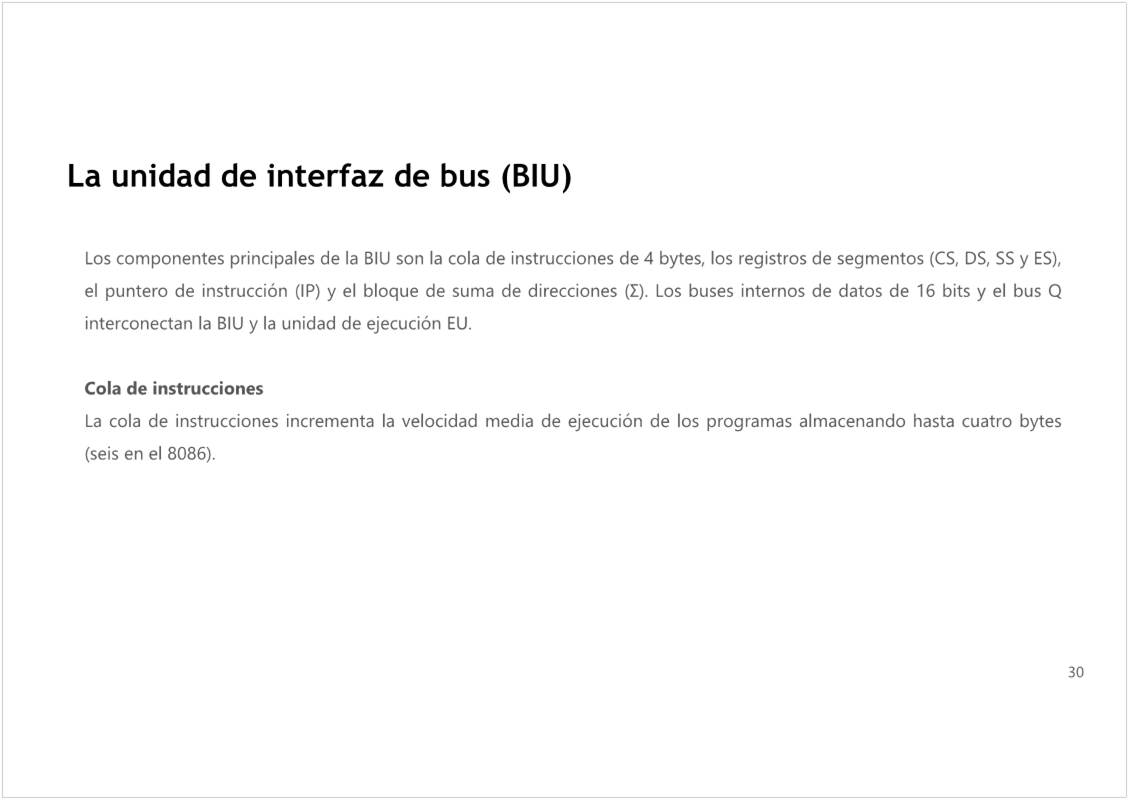 La unidad de interfaz de bus (BIU)
Los componentes principales de la BIU son la cola de instrucciones de 4 bytes, los registros de segmentos (CS, DS, SS y ES),
el puntero de instrucción (IP) y el bloque de suma de direcciones (Σ). Los buses internos de datos de 16 bits y el bus Q
interconectan la BIU y la unidad de ejecución EU.
Cola de instrucciones
La cola de instrucciones incrementa la velocidad media de ejecución de los programas almacenando hasta cuatro bytes
(seis en el 8086).
30